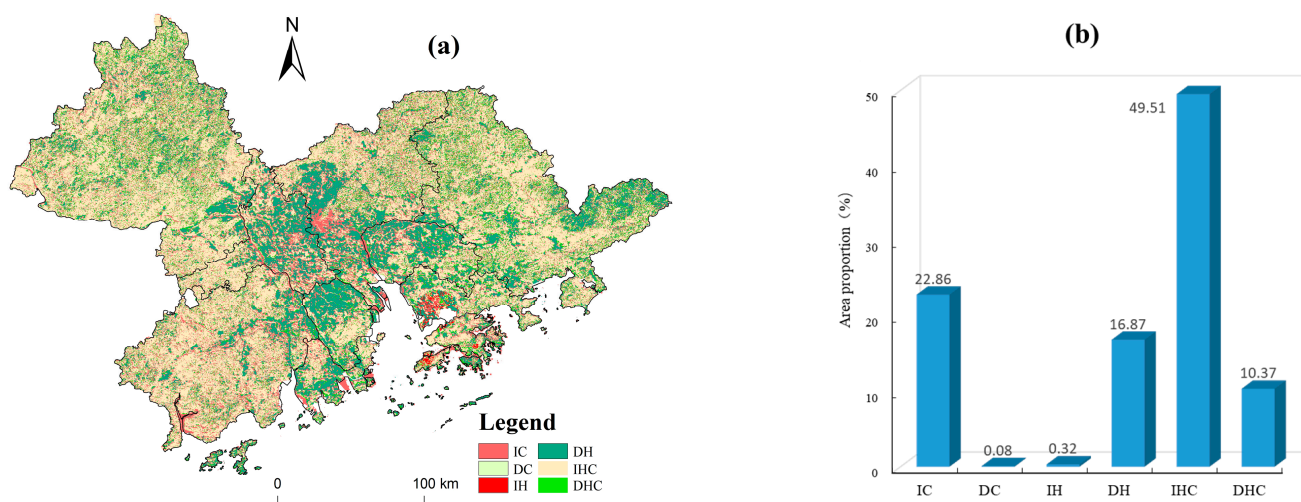 N
(a)
Legend
IC DH
DC IHC
IH DHC
0 100 km
(b)
Area proportion (%)
50
40
30
20
10
0
22.86
0.08
0.32
16.87
49.51
10.37
IC DC IH DH IHC DHC